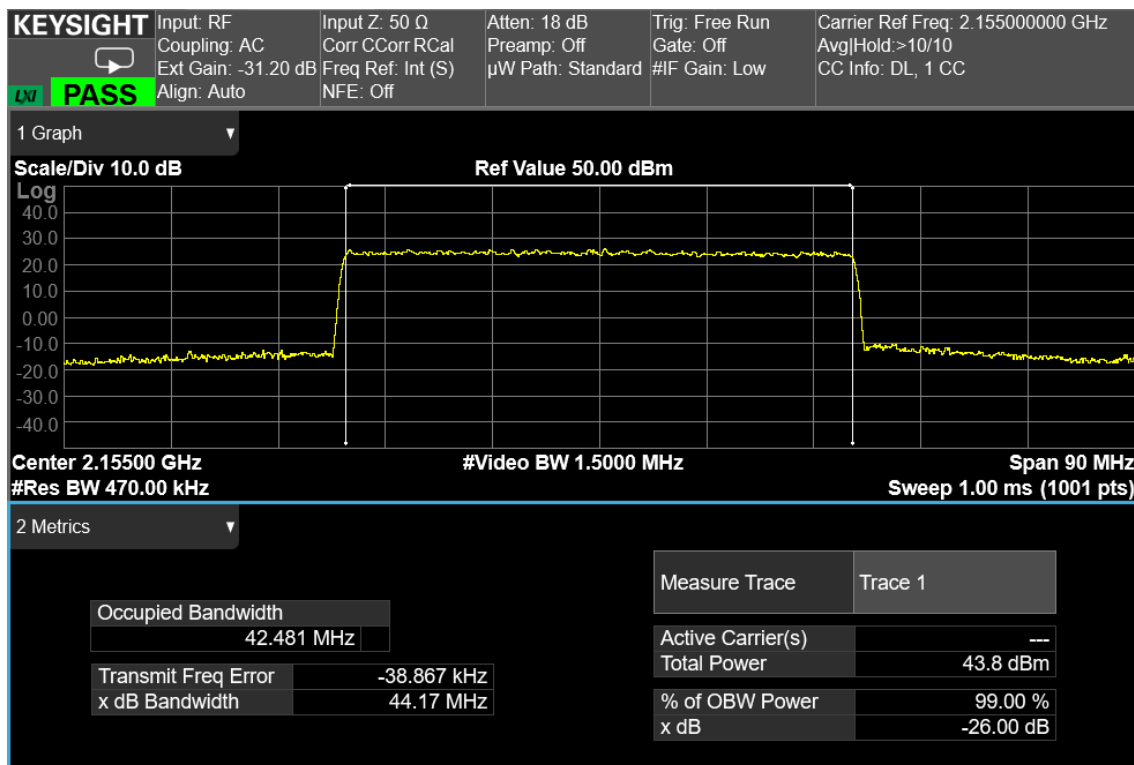 KEYSIGHT
LXI
PASS
Input: RF
Coupling: AC
Ext Gain: -31.20 dB
Align: Auto
Input Z: 50 Ω
Corr CCorr RCal
Freq Ref: Int (S)
NFE: Off
Atten: 18 dB
Preamp: Off
µW Path: Standard
Trig: Free Run
Gate: Off
#IF Gain: Low
Carrier Ref Freq: 2.155000000 GHz
Avg|Hold:>10/10
CC Info: DL, 1 CC
1 Graph
Scale/Div 10.0 dB
Ref Value 50.00 dBm
Log
40.0
30.0
20.0
10.0
0.00
-10.0
-20.0
-30.0
-40.0
Center 2.15500 GHz
#Video BW 1.5000 MHz
Span 90 MHz
#Res BW 470.00 kHz
Sweep 1.00 ms (1001 pts)
2 Metrics
Measure Trace Trace 1
Occupied Bandwidth
42.481 MHz
Transmit Freq Error -38.867 kHz
x dB Bandwidth 44.17 MHz
Active Carrier(s) ---
Total Power 43.8 dBm
% of OBW Power 99.00 %
x dB -26.00 dB